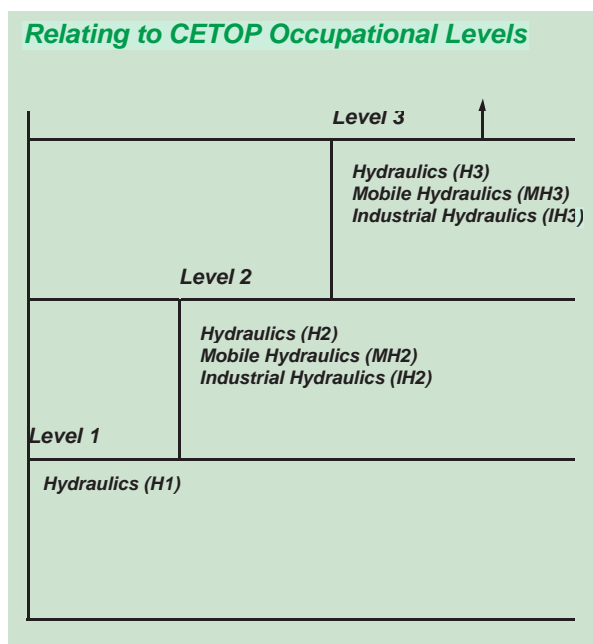 Relating to CETOP Occupational Levels
Level 3
Hydraulics (H3)
Mobile Hydraulics (MH3)
Industrial Hydraulics (IH3)
Level 2
Hydraulics (H2)
Mobile Hydraulics (MH2)
Industrial Hydraulics (IH2)
Level 1
Hydraulics (H1)